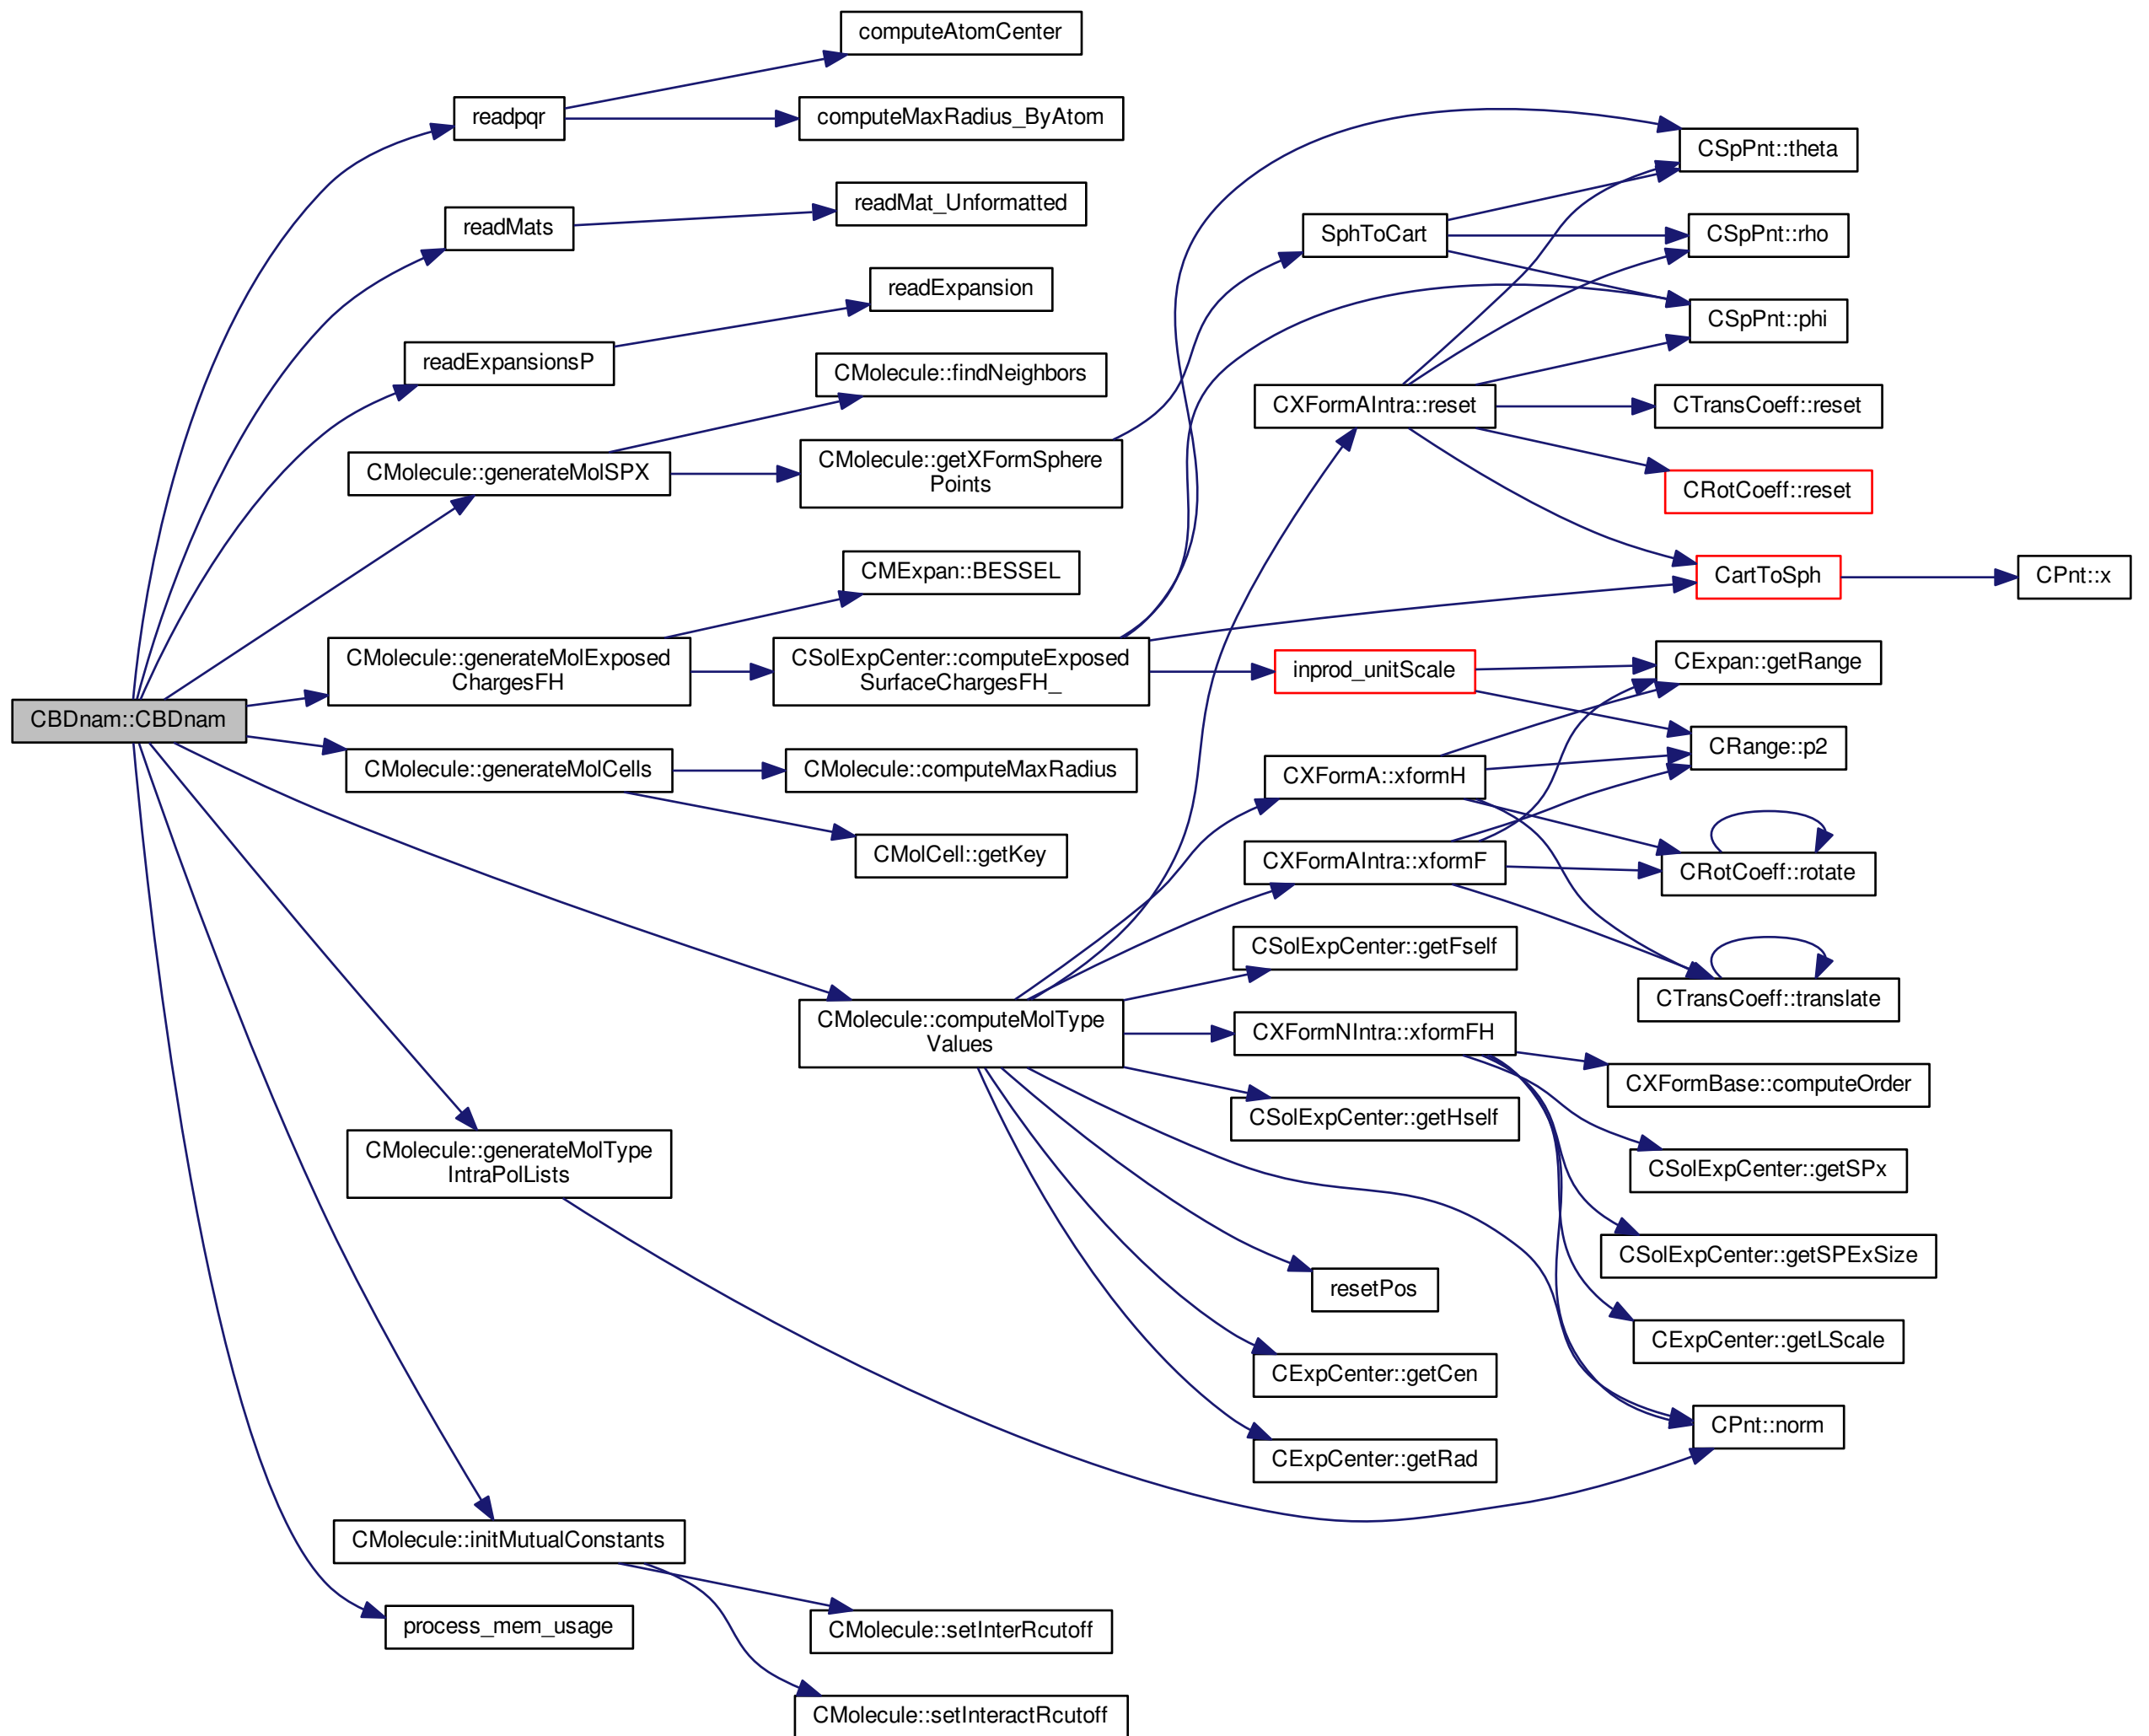 computeAtomCenter
readpqr
computeMaxRadius_ByAtom
CSpPnt::theta
readMat_Unformatted
readMats
SphToCart
CSpPnt::rho
readExpansion
CSpPnt::phi
readExpansionsP
CMolecule::findNeighbors
CXFormAIntra::reset
CTransCoeff::reset
CMolecule::generateMolSPX
CMolecule::getXFormSphere
Points
CRotCoeff::reset
CMExpan::BESSEL
CartToSph
CPnt::x
CMolecule::generateMolExposed
ChargesFH
CSolExpCenter::computeExposed
SurfaceChargesFH_
inprod_unitScale
CExpan::getRange
CBDnam::CBDnam
CRange::p2
CMolecule::generateMolCells
CMolecule::computeMaxRadius
CXFormA::xformH
CMolCell::getKey
CXFormAIntra::xformF
CRotCoeff::rotate
CSolExpCenter::getFself
CTransCoeff::translate
CMolecule::computeMolType
Values
CXFormNIntra::xformFH
CXFormBase::computeOrder
CSolExpCenter::getHself
CMolecule::generateMolType
IntraPolLists
CSolExpCenter::getSPx
CSolExpCenter::getSPExSize
resetPos
CExpCenter::getLScale
CExpCenter::getCen
CPnt::norm
CExpCenter::getRad
CMolecule::initMutualConstants
process_mem_usage
CMolecule::setInterRcutoff
CMolecule::setInteractRcutoff